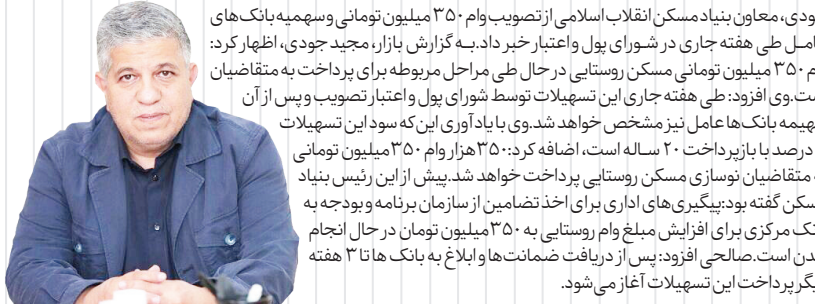 ودی، معاون بنیاد مسکن انقلاب اسلامی از تصویب وام ۳۵۰ میلیون تومانی و سهمیه بانک‌های
امل طی هفته جاری در شورای پول و اعتبار خبر داد. به گزارش بازار، مجید جودی، اظهار کرد:
م ۳۵۰ میلیون تومانی مسکن روستایی در حال طی مراحل مربوطه برای پرداخت به متقاضیان
ست. وی افزود: طی هفته جاری این تسهیلات توسط شورای پول و اعتبار تصویب و پس از آن
همیه بانک‌ها عامل نیز مشخص خواهد شد. وی با یادآوری این که سود این تسهیلات
درصد با بازپرداخت ۲۰ ساله است، اضافه کرد: ۳۵۰ هزار وام ۳۵۰ میلیون تومانی
متقاضیان نوسازی مسکن روستایی پرداخت خواهد شد. پیش از این رئیس بنیاد
سکن گفته بود: پیگیری‌های اداری برای اخذ تضامین از سازمان برنامه و بودجه به
نک مرکزی برای افزایش مبلغ وام روستایی به ۳۵۰ میلیون تومان در حال انجام
دن است. صالحی افزود: پس از دریافت ضمانت‌ها و ابلاغ به بانک ها تا ۳ هفته
یگر پرداخت این تسهیلات آغاز می شود.